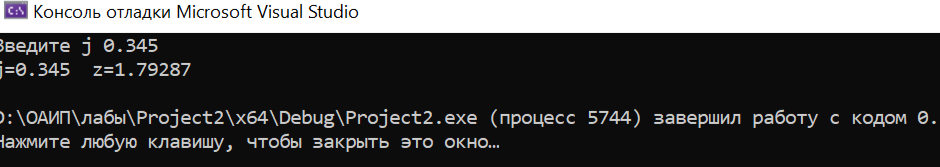 Консоль отладки Microsoft Visual Studio
Введите j 0.345
j=0.345  z=1.79287
D:\ОАИП\лабы\Project2\x64\Debug\Project2.exe (процесс 5744) завершил работу с кодом 0.
Нажмите любую клавишу, чтобы закрыть это окно…